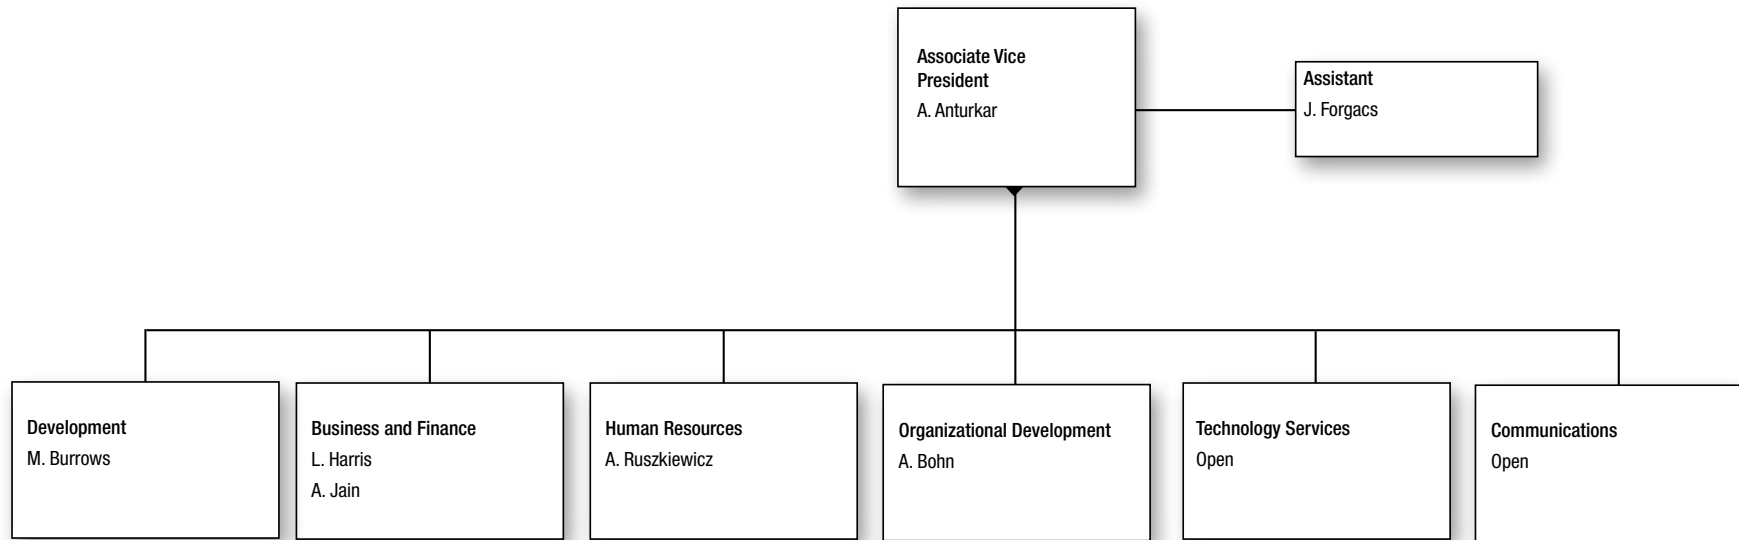 Associate Vice
President
A. Anturkar
Assistant
J. Forgacs
Development
M. Burrows
Business and Finance
L. Harris
A. Jain
Human Resources
A. Ruszkiewicz
Organizational Development
A. Bohn
Technology Services
Open
Communications
Open